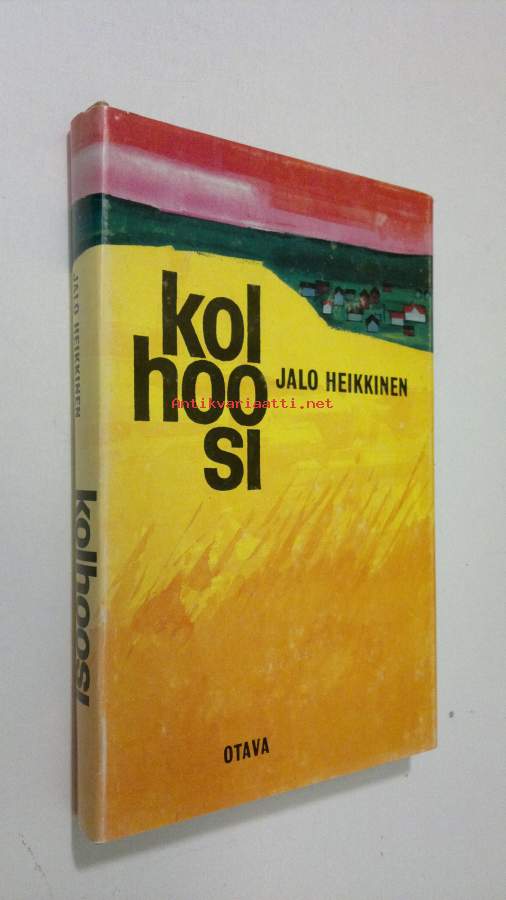 kol
hoo
si
JALO HEIKKINEN
Antikvariaatti.net
OTAVA
JALO HEIKKINEN
kolhoosi